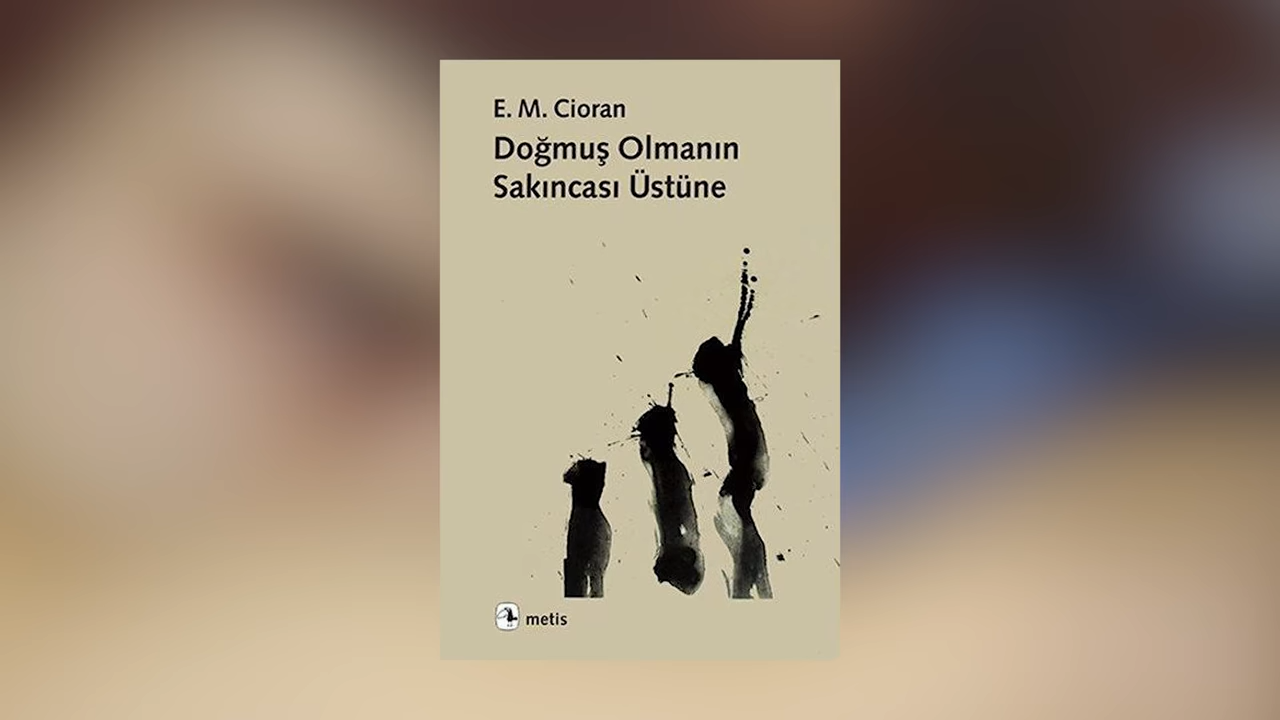 E. M. Cioran
Doğmuş Olmanın
Sakıncası Üstüne
metis